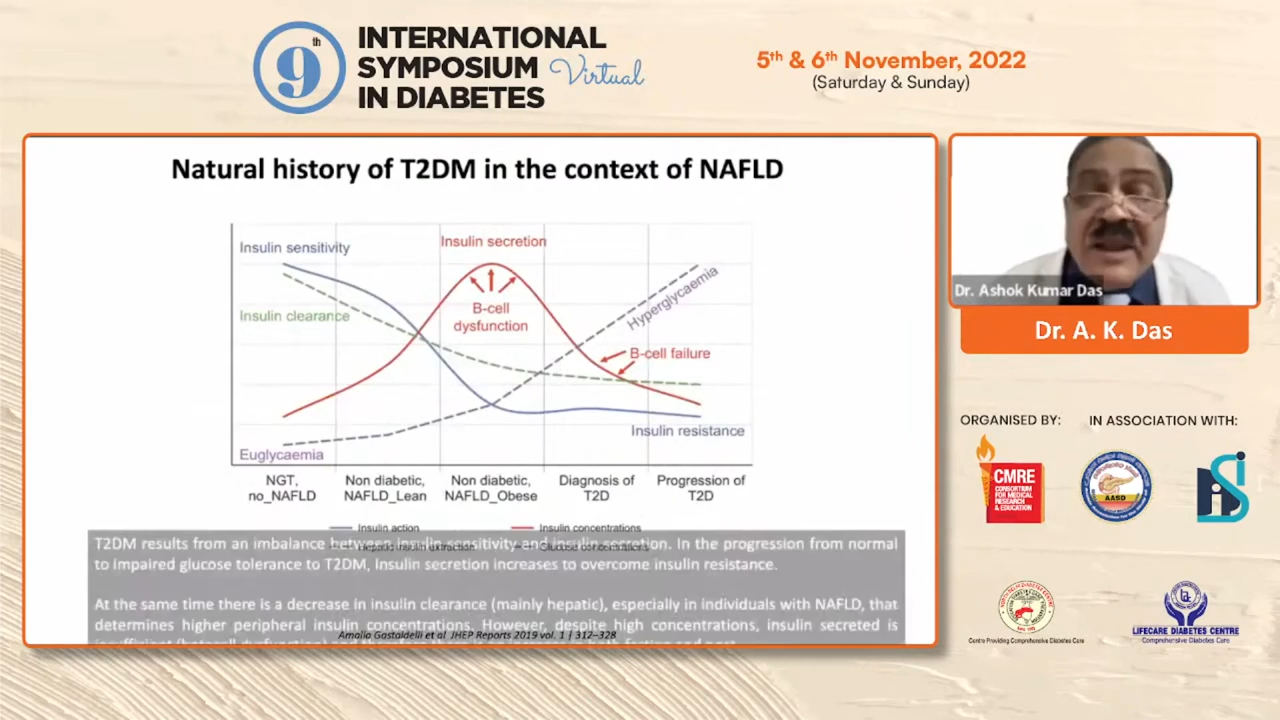 9th
INTERNATIONAL
SYMPOSIUM Virtual
IN DIABETES
5th & 6th November, 2022
(Saturday & Sunday)
Natural history of T2DM in the context of NAFLD
Insulin sensitivity
Insulin secretion
Insulin clearance
B-cell
dysfunction
Hyperglycaemia
B-cell failure
Insulin resistance
Euglycaemia
NGT,
no_NAFLD
Non diabetic,
NAFLD_Lean
Non diabetic,
NAFLD_Obese
Diagnosis of
T2D
Progression of
T2D
Insulin action
Insulin concentrations
Hepatic insulin extraction
Glucose concentrations
T2DM results from an imbalance between insulin sensitivity and insulin secretion. In the progression from normal
to impaired glucose tolerance to T2DM, Insulin secretion increases to overcome insulin resistance.
At the same time there is a decrease in insulin clearance (mainly hepatic), especially in individuals with NAFLD, that
determines higher peripheral insulin concentrations. However, despite high concentrations, insulin secreted is
Amalia Gastaldelli et al JHEP Reports 2019 vol. 1 | 312–328
Dr. Ashok Kumar Das
Dr. A. K. Das
ORGANISED BY:
IN ASSOCIATION WITH:
CMRE
CONSORTIUM
FOR MEDICAL
RESEARCH
& EDUCATION
AASD
Centre Providing Comprehensive Diabetes Care
LIFECARE DIABETES CENTRE
Comprehensive Diabetes Care